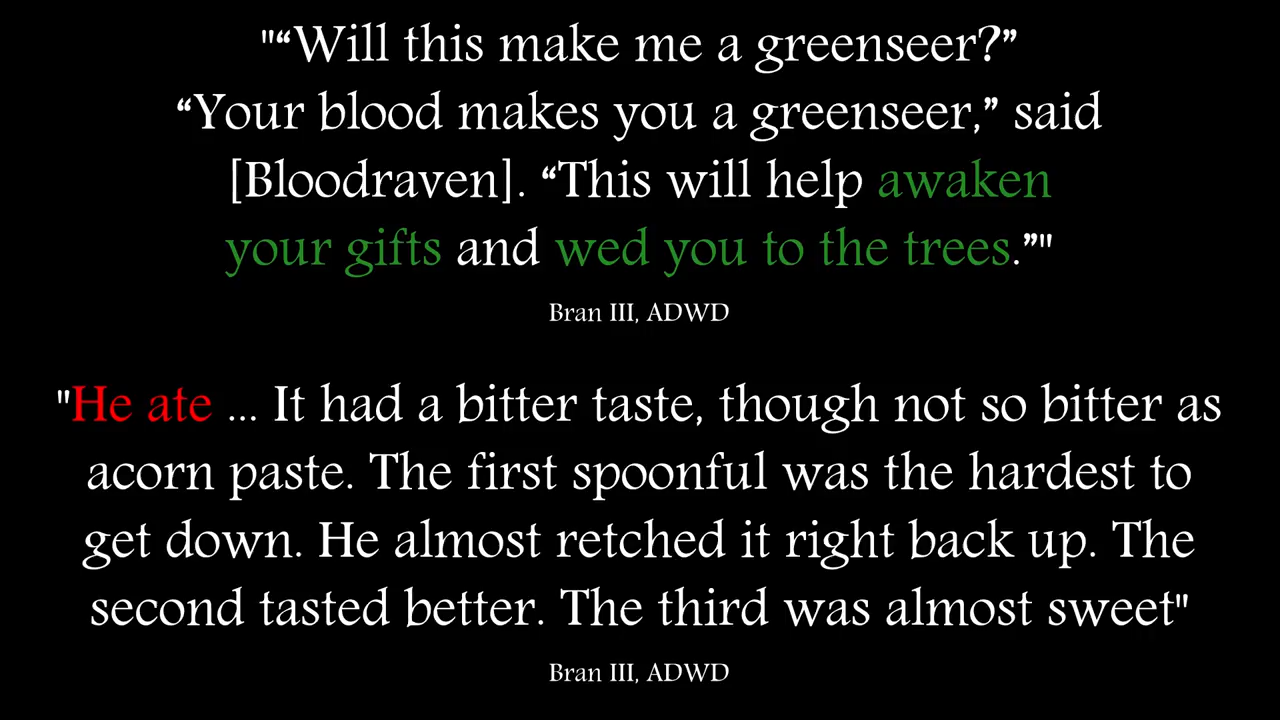 "“Will this make me a greenseer?”
“Your blood makes you a greenseer,” said
[Bloodraven]. “This will help awaken
your gifts and wed you to the trees.”"
Bran III, ADWD
"He ate ... It had a bitter taste, though not so bitter as
acorn paste. The first spoonful was the hardest to
get down. He almost retched it right back up. The
second tasted better. The third was almost sweet"
Bran III, ADWD